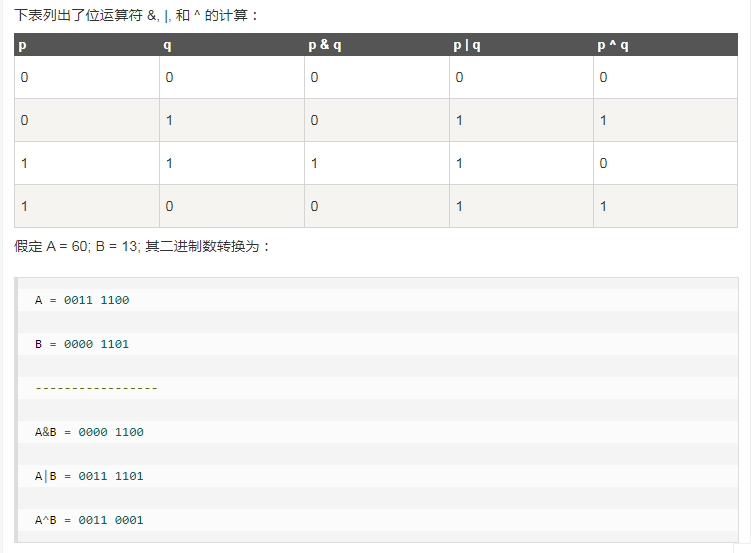 下表列出了位运算符 &, |, 和 ^ 的计算：
p q p & q p | q p ^ q
0 0 0 0 0
0 1 0 1 1
1 1 1 1 0
1 0 0 1 1
假定 A = 60; B = 13; 其二进制数转换为：
A = 0011 1100
B = 0000 1101
-----------------
A&B = 0000 1100
A|B = 0011 1101
A^B = 0011 0001